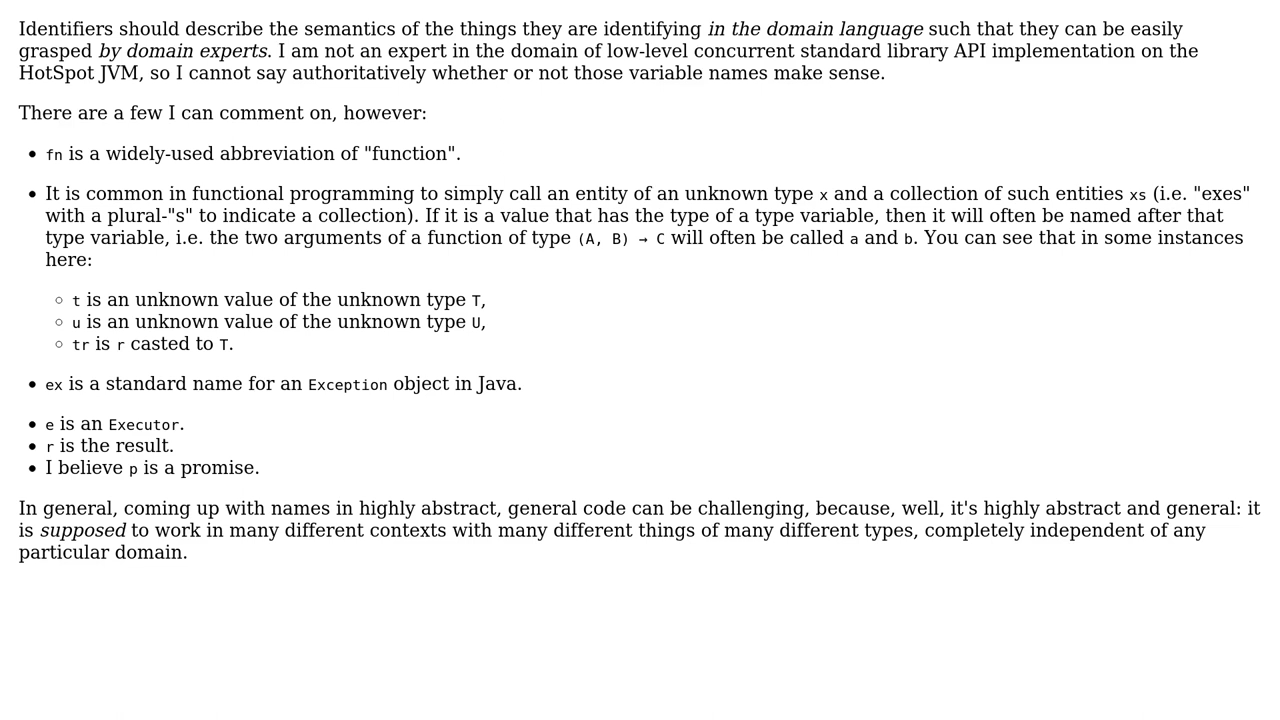 Identifiers should describe the semantics of the things they are identifying in the domain language such that they can be easily
grasped by domain experts. I am not an expert in the domain of low-level concurrent standard library API implementation on the
HotSpot JVM, so I cannot say authoritatively whether or not those variable names make sense.
There are a few I can comment on, however:
• fn is a widely-used abbreviation of "function".
• It is common in functional programming to simply call an entity of an unknown type x and a collection of such entities xs (i.e. "exes"
with a plural-"s" to indicate a collection). If it is a value that has the type of a type variable, then it will often be named after that
type variable, i.e. the two arguments of a function of type (A, B) → C will often be called a and b. You can see that in some instances
here:
◦ t is an unknown value of the unknown type T,
◦ u is an unknown value of the unknown type U,
◦ tr is r casted to T.
• ex is a standard name for an Exception object in Java.
• e is an Executor.
• r is the result.
• I believe p is a promise.
In general, coming up with names in highly abstract, general code can be challenging, because, well, it's highly abstract and general: it
is supposed to work in many different contexts with many different things of many different types, completely independent of any
particular domain.